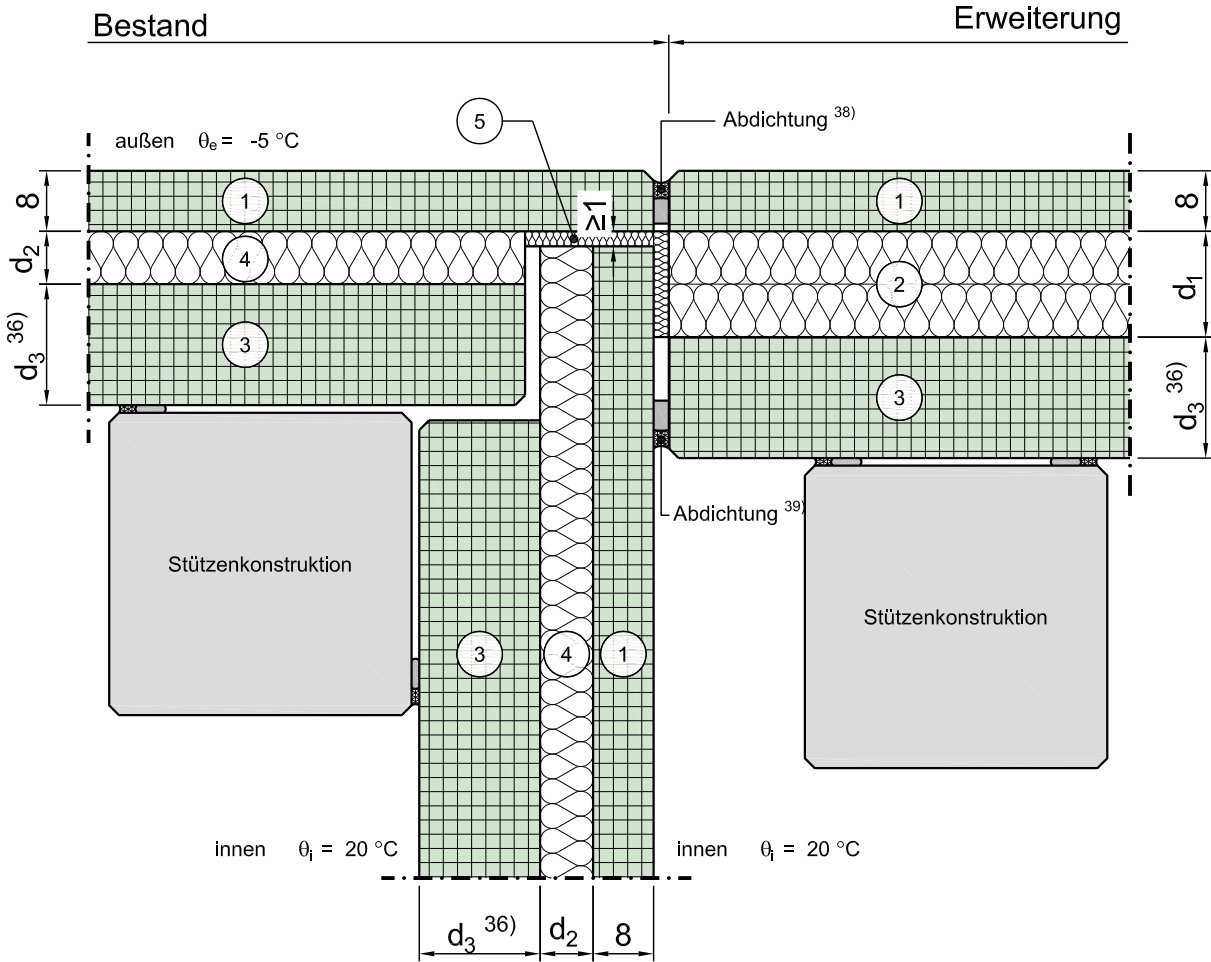 Bestand
Erweiterung
5
Abdichtung 38)
außen θe = -5 °C
8
1
≥1
1
8
d2
4
2
d1
d3 36)
3
3
d3 36)
Abdichtung 39)
Stützenkonstruktion
Stützenkonstruktion
3
4
1
innen θi = 20 °C
innen θi = 20 °C
d3 36)
d2
8